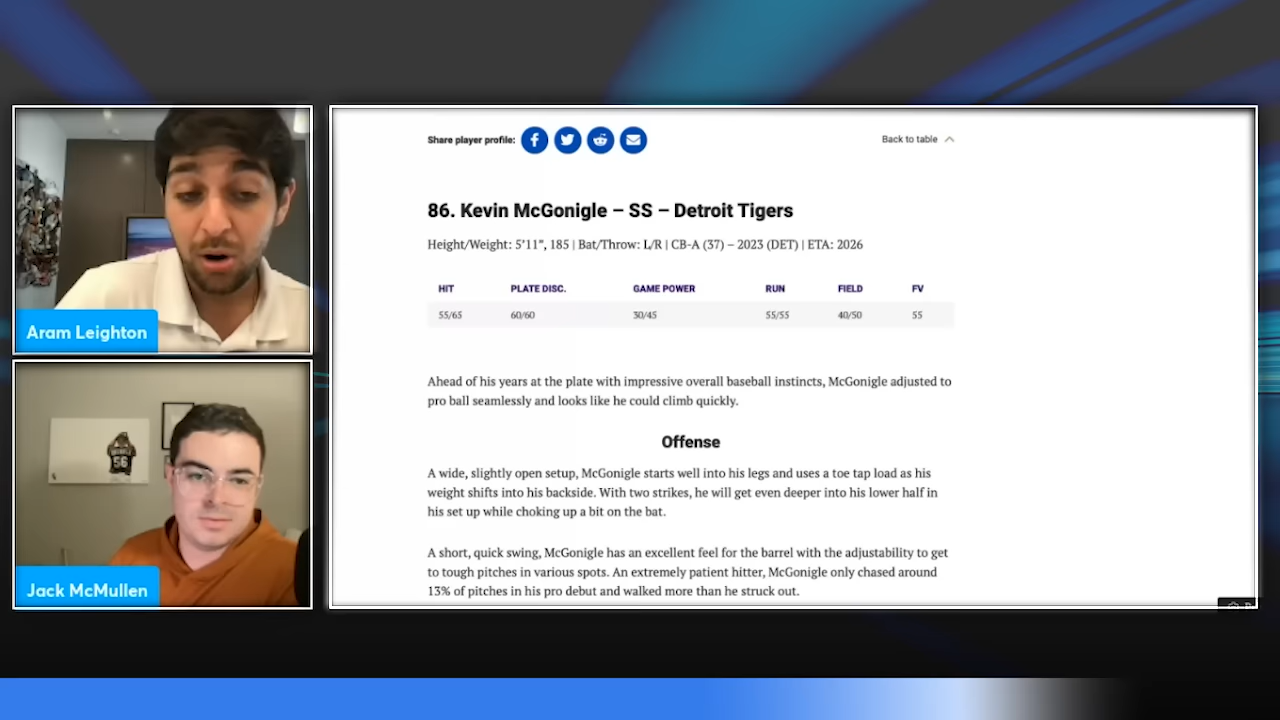 Share player profile:
Back to table
86. Kevin McGonigle – SS – Detroit Tigers
Height/Weight: 5'11", 185 | Bat/Throw: L/R | CB-A (37) – 2023 (DET) | ETA: 2026
HIT PLATE DISC. GAME POWER RUN FIELD FV
55/65 60/60 30/45 55/55 40/50 55
Ahead of his years at the plate with impressive overall baseball instincts, McGonigle adjusted to
pro ball seamlessly and looks like he could climb quickly.
Offense
A wide, slightly open setup, McGonigle starts well into his legs and uses a toe tap load as his
weight shifts into his backside. With two strikes, he will get even deeper into his lower half in
his set up while choking up a bit on the bat.
A short, quick swing, McGonigle has an excellent feel for the barrel with the adjustability to get
to tough pitches in various spots. An extremely patient hitter, McGonigle only chased around
13% of pitches in his pro debut and walked more than he struck out.
Aram Leighton
56
Jack McMullen